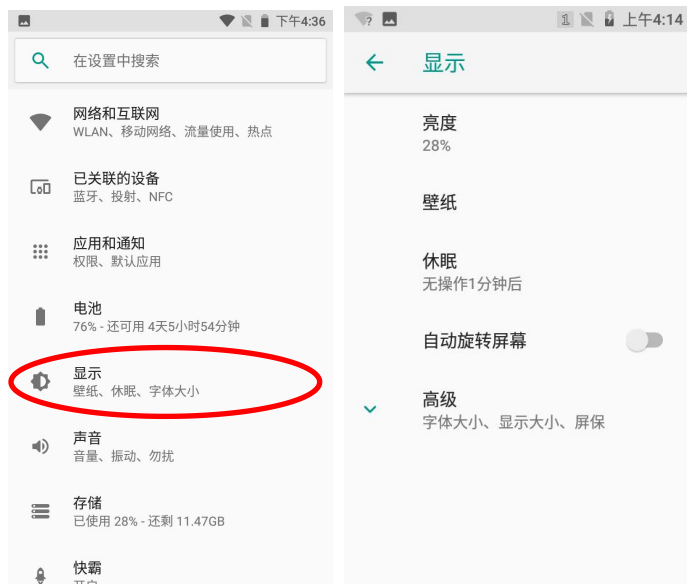 下午4:36
在设置中搜索
网络和互联网
WLAN、移动网络、流量使用、热点
已关联的设备
蓝牙、投射、NFC
应用和通知
权限、默认应用
电池
76% - 还可用 4天5小时54分钟
显示
壁纸、休眠、字体大小
声音
音量、振动、勿扰
存储
已使用 28% - 还剩 11.47GB
快霸
? 1 上午4:14
显示
亮度
28%
壁纸
休眠
无操作1分钟后
自动旋转屏幕
高级
字体大小、显示大小、屏保